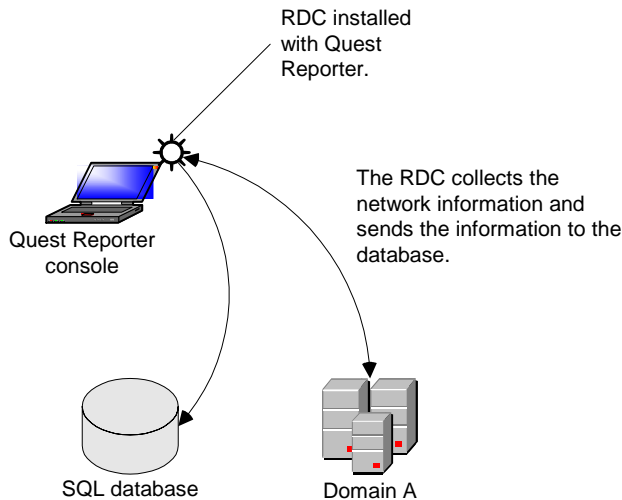 RDC installed
with Quest
Reporter.
The RDC collects the
network information and
sends the information to the
database.
Quest Reporter
console
SQL database
Domain A